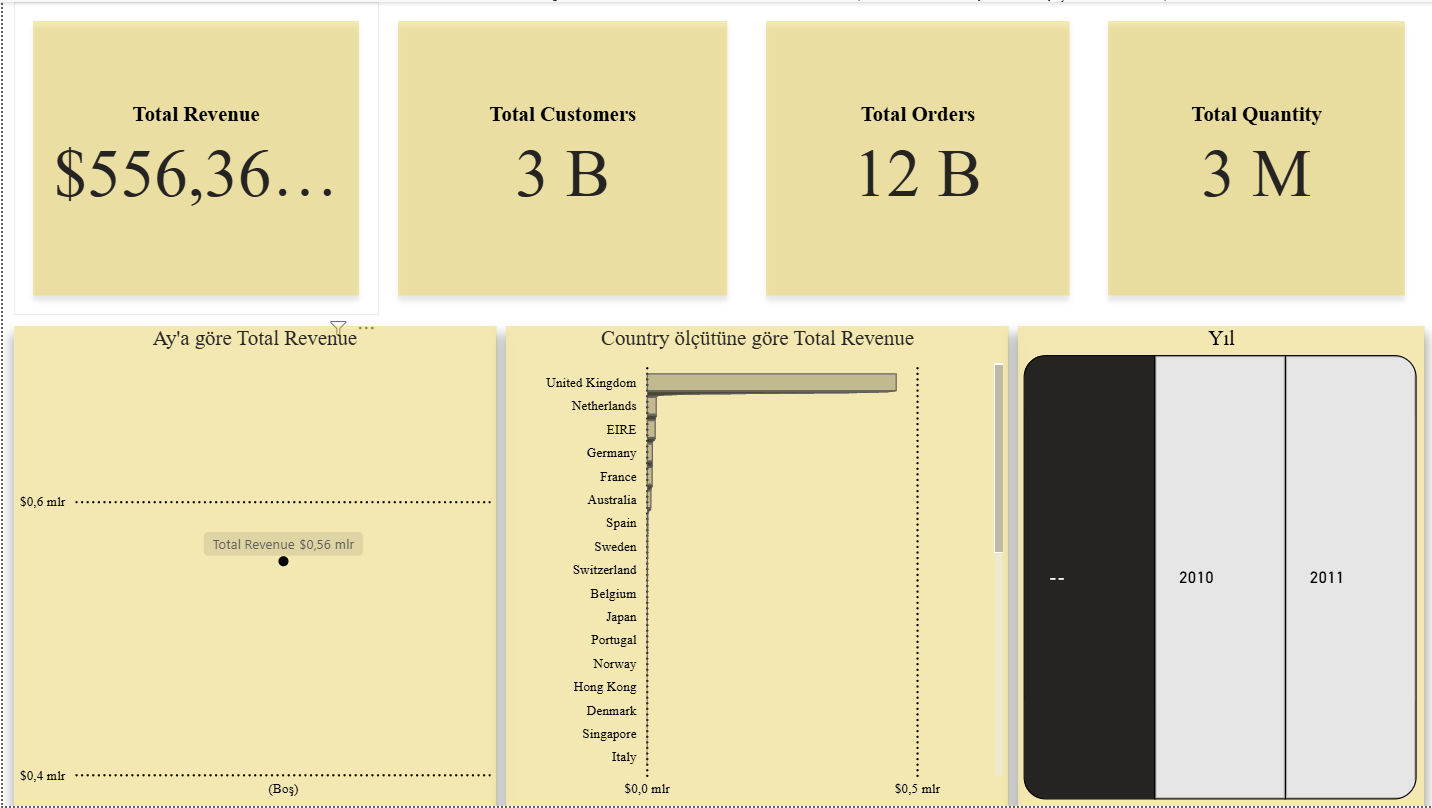 Total Revenue
$556,36...
Total Customers
3 B
Total Orders
12 B
Total Quantity
3 M
Ay'a göre Total Revenue
$0,6 mlr
Total Revenue $0,56 mlr
$0,4 mlr
(Boş)
Country ölçütüne göre Total Revenue
United Kingdom
Netherlands
EIRE
Germany
France
Australia
Spain
Sweden
Switzerland
Belgium
Japan
Portugal
Norway
Hong Kong
Denmark
Singapore
Italy
$0,0 mlr
$0,5 mlr
Yıl
--
2010
2011